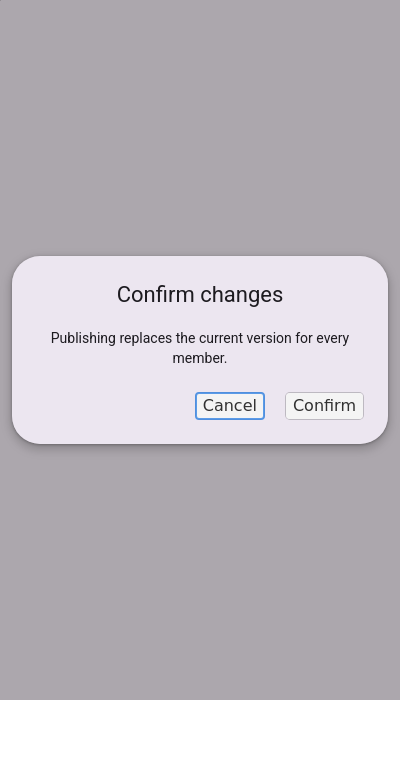 Confirm changes
Publishing replaces the current version for every
member.
Cancel
Confirm